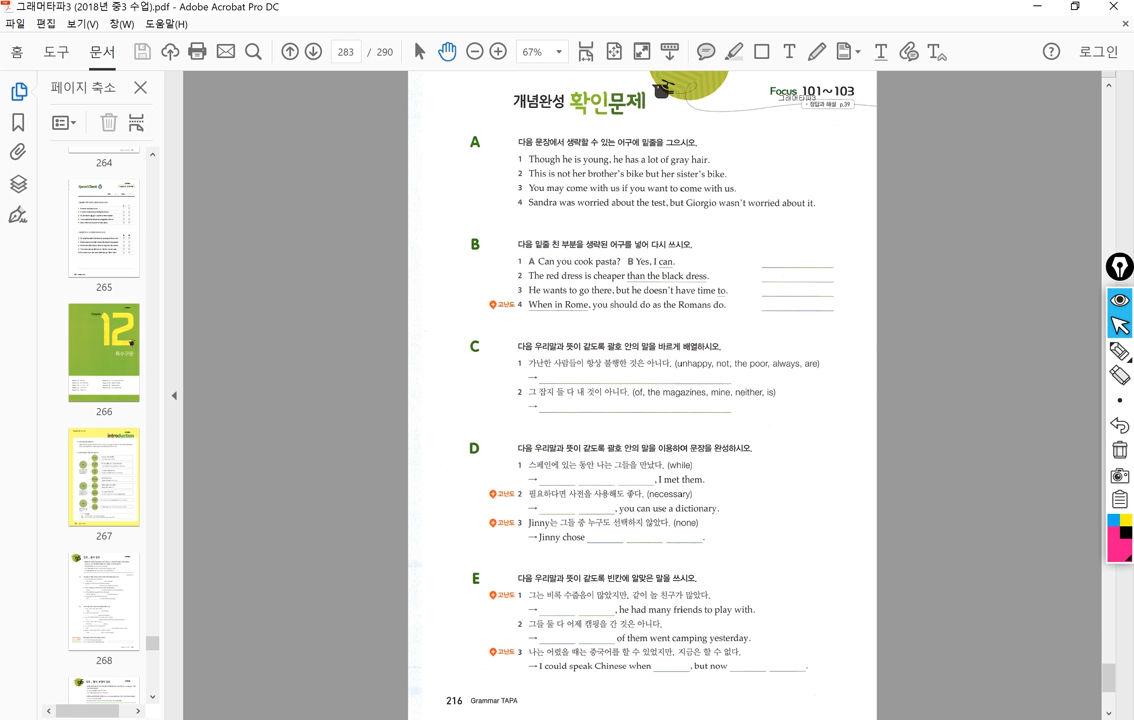 그래머타파3 (2018년 중3 수업).pdf - Adobe Acrobat Pro DC
파일 편집 보기(V) 창(W) 도움말(H)
홈 도구 문서 283 / 290 67% 로그인
페이지 축소
264
265
12
특수구문
266
introduction
267
268
개념완성 확인문제
Focus 101~103
그래머타파3
정답과 해설 p.39
A 다음 문장에서 생략할 수 있는 어구에 밑줄을 그으시오.
1 Though he is young, he has a lot of gray hair.
2 This is not her brother's bike but her sister's bike.
3 You may come with us if you want to come with us.
4 Sandra was worried about the test, but Giorgio wasn't worried about it.
B 다음 밑줄 친 부분을 생략된 어구를 넣어 다시 쓰시오.
1 A Can you cook pasta? B Yes, I can.
2 The red dress is cheaper than the black dress.
3 He wants to go there, but he doesn't have time to.
고난도 4 When in Rome, you should do as the Romans do.
C 다음 우리말과 뜻이 같도록 괄호 안의 말을 바르게 배열하시오.
1 가난한 사람들이 항상 불행한 것은 아니다. (unhappy, not, the poor, always, are)
→
2 그 잡지 둘 다 내 것이 아니다. (of, the magazines, mine, neither, is)
→
D 다음 우리말과 뜻이 같도록 괄호 안의 말을 이용하여 문장을 완성하시오.
1 스페인에 있는 동안 나는 그들을 만났다. (while)
→ , I met them.
고난도 2 필요하다면 사전을 사용해도 좋다. (necessary)
→ , you can use a dictionary.
고난도 3 Jinny는 그들 중 누구도 선택하지 않았다. (none)
→ Jinny chose .
E 다음 우리말과 뜻이 같도록 빈칸에 알맞은 말을 쓰시오.
고난도 1 그는 비록 수줍음이 많았지만, 같이 놀 친구가 많았다.
→ , he had many friends to play with.
2 그들 둘 다 어제 캠핑을 간 것은 아니다.
→ of them went camping yesterday.
고난도 3 나는 어렸을 때는 중국어를 할 수 있었지만, 지금은 할 수 없다.
→ I could speak Chinese when , but now .
216 Grammar TAPA